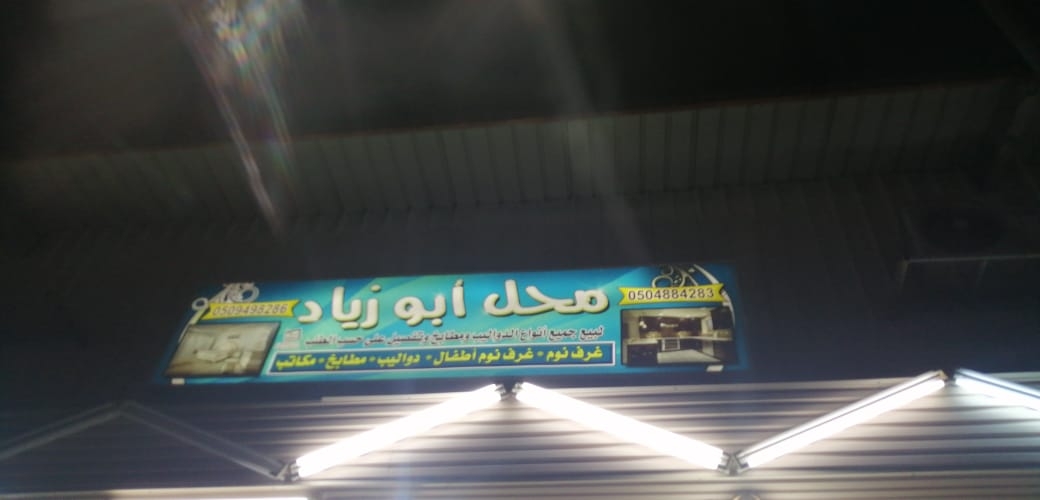 محل أبو زياد
0504884283
0509498286
لبيع جميع أنواع الدواليب ومطابخ وتفصيل على حسب الطلب
غرف نوم * غرف نوم أطفال * دواليب * مطابخ * مكاتب